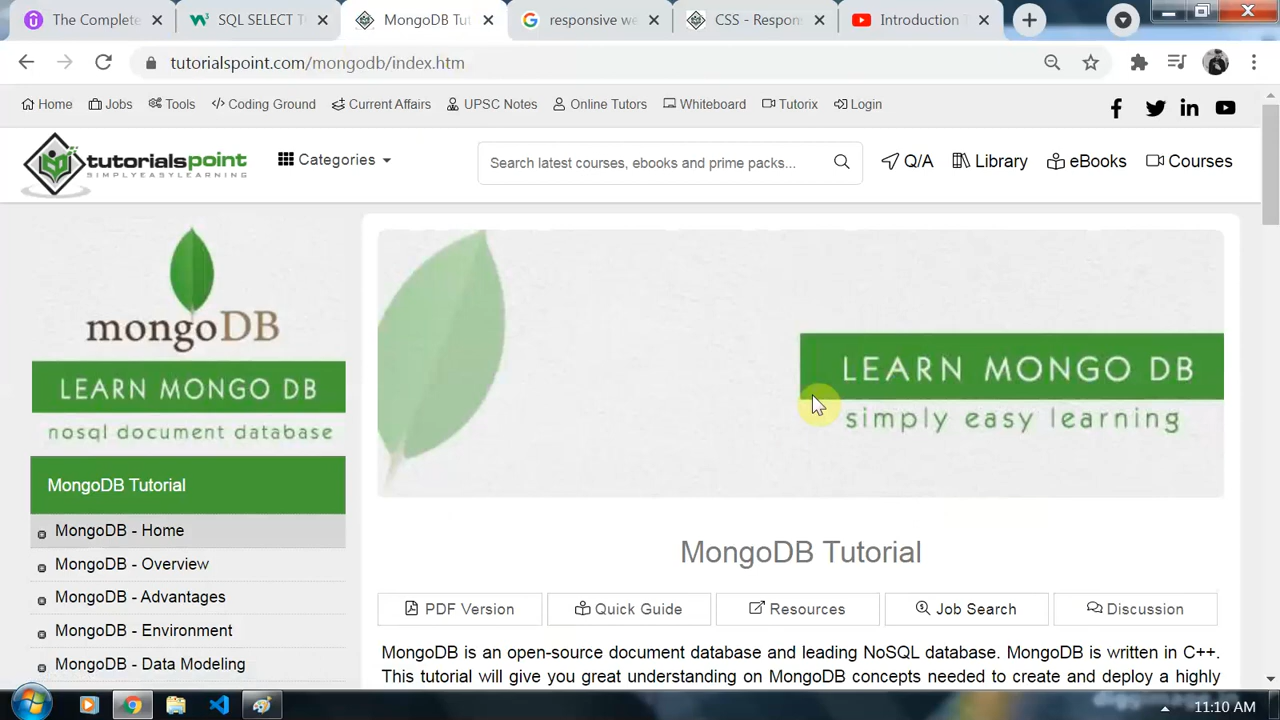 The Complete
SQL SELECT
MongoDB Tu
responsive we
CSS - Respon
Introduction
tutorialspoint.com/mongodb/index.htm
Home Jobs Tools Coding Ground Current Affairs UPSC Notes Online Tutors Whiteboard Tutorix Login
tutorialspoint
SIMPLYEASYLEARNING
Categories
Search latest courses, ebooks and prime packs...
Q/A Library eBooks Courses
mongoDB
LEARN MONGO DB
nosql document database
MongoDB Tutorial
MongoDB - Home
MongoDB - Overview
MongoDB - Advantages
MongoDB - Environment
MongoDB - Data Modeling
LEARN MONGO DB
simply easy learning
MongoDB Tutorial
PDF Version Quick Guide Resources Job Search Discussion
MongoDB is an open-source document database and leading NoSQL database. MongoDB is written in C++.
This tutorial will give you great understanding on MongoDB concepts needed to create and deploy a highly
11:10 AM